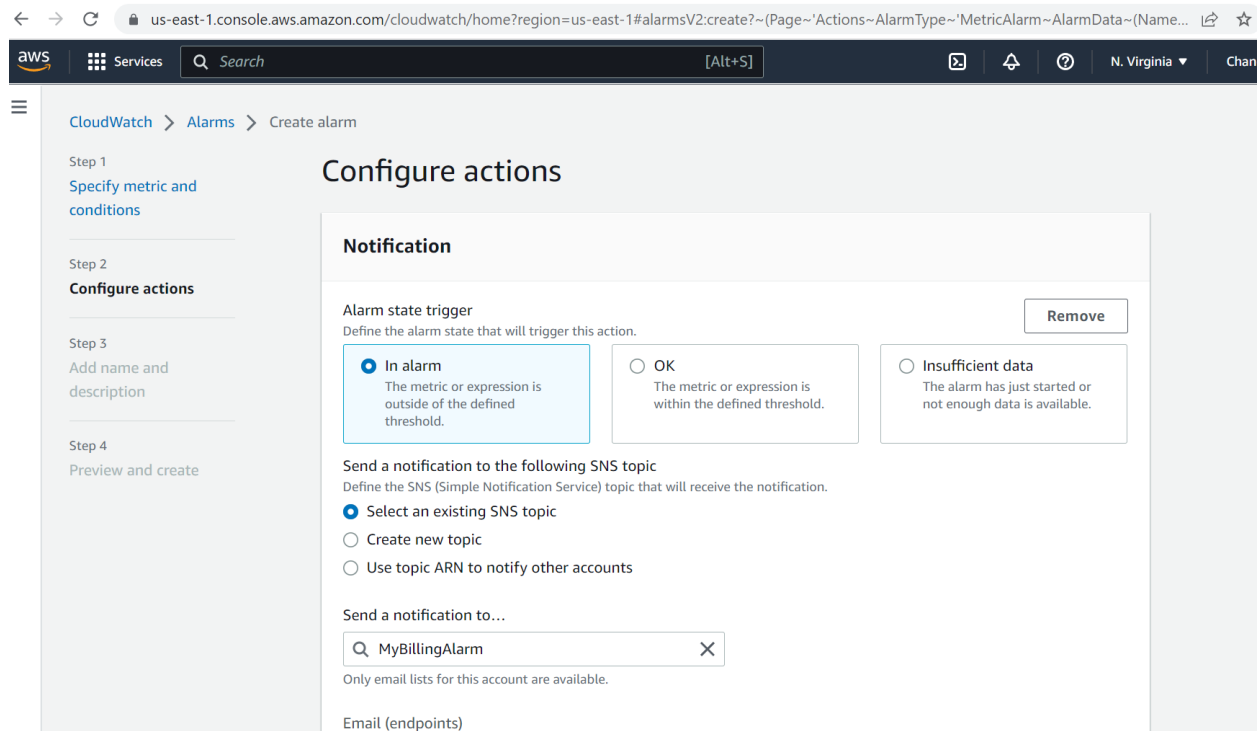 us-east-1.console.aws.amazon.com/cloudwatch/home?region=us-east-1#alarmsV2:create?~(Page~'Actions~AlarmType~'MetricAlarm~AlarmData~(Name...
aws Services Search [Alt+S] N. Virginia ▼ Chan
CloudWatch > Alarms > Create alarm
Step 1
Specify metric and
conditions
Step 2
Configure actions
Step 3
Add name and
description
Step 4
Preview and create
Configure actions
Notification
Alarm state trigger
Define the alarm state that will trigger this action.
Remove
In alarm
The metric or expression is
outside of the defined
threshold.
OK
The metric or expression is
within the defined threshold.
Insufficient data
The alarm has just started or
not enough data is available.
Send a notification to the following SNS topic
Define the SNS (Simple Notification Service) topic that will receive the notification.
Select an existing SNS topic
Create new topic
Use topic ARN to notify other accounts
Send a notification to…
MyBillingAlarm
Only email lists for this account are available.
Email (endpoints)